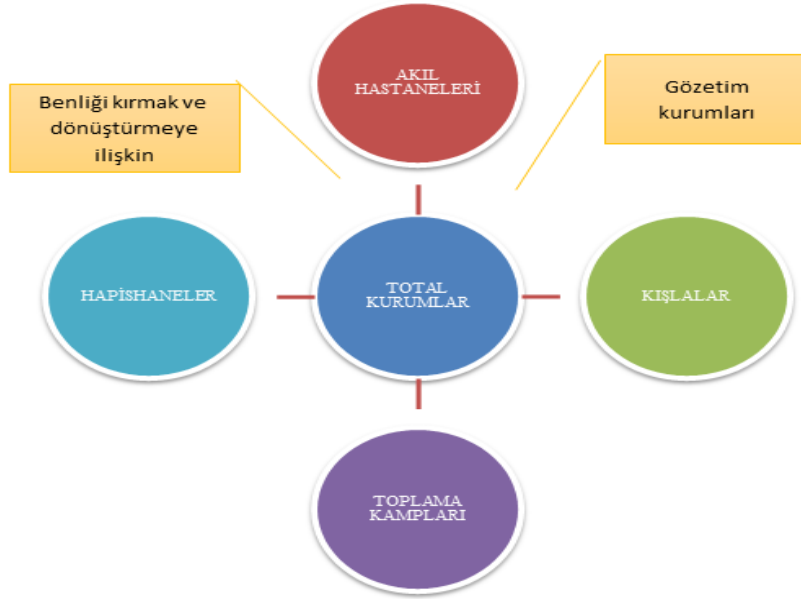 AKIL
HASTANELERİ
Benliği kırmak ve
dönüştürmeye
ilişkin
Gözetim
kurumları
HAPİSHANELER
TOTAL
KURUMLAR
KIŞLALAR
TOPLAMA
KAMPLARI